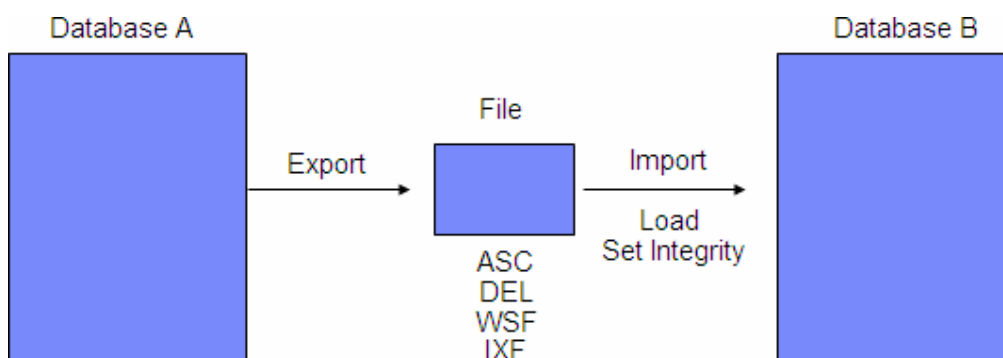 Database A
Database B
File
Export
Import
Load
Set Integrity
ASC
DEL
WSF
IXF